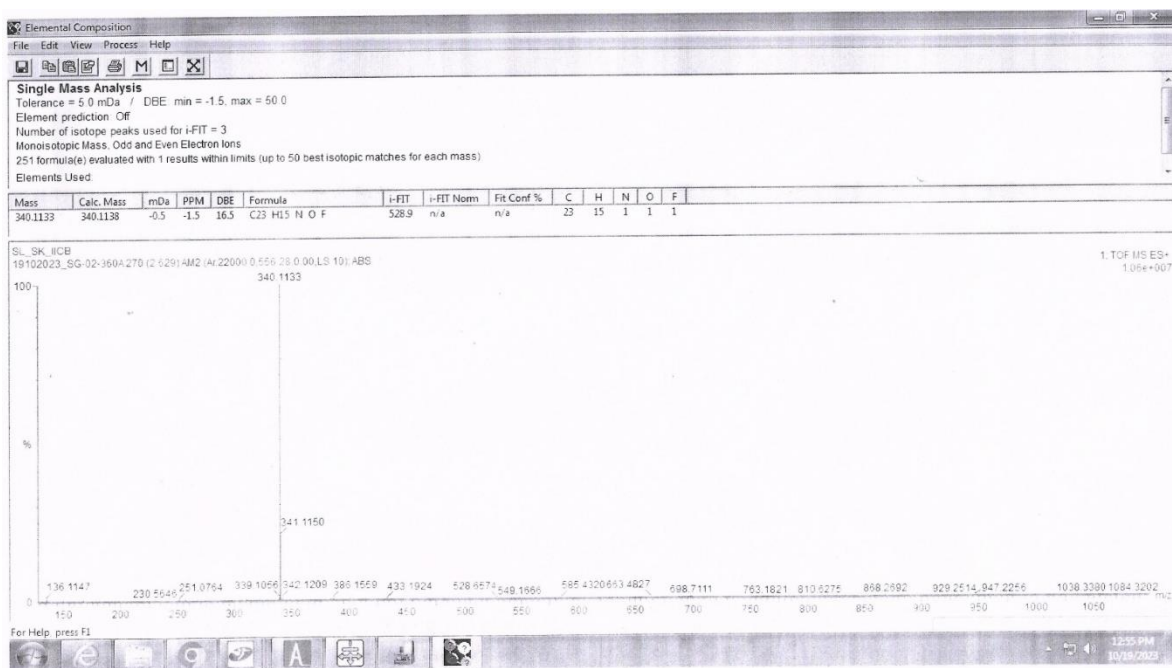 Elemental Composition
File Edit View Process Help
M
Single Mass Analysis
Tolerance = 5.0 mDa / DBE: min = -1.5, max = 50.0
Element prediction: Off
Number of isotope peaks used for i-FIT = 3
Monoisotopic Mass, Odd and Even Electron Ions
251 formula(e) evaluated with 1 results within limits (up to 50 best isotopic matches for each mass)
Elements Used:
Mass Calc. Mass mDa PPM DBE Formula i-FIT i-FIT Norm Fit Conf % C H N O F
340.1133 340.1138 -0.5 -1.5 16.5 C23 H15 N O F 528.9 n/a n/a 23 15 1 1 1
SL_SK_IICB
19102023_SG-02-360A 270 (2.629) AM2 (Ar,22000.0,556.28,0.00,LS 10); ABS
1: TOF MS ES+
1.06e+007
340.1133
100
%
341.1150
136.1147 230.5646 251.0764 339.1056 342.1209 386.1559 433.1924 528.6574 549.1666 585.4320 663.4827 698.7111 763.1821 810.6275 868.2692 929.2514 947.2256 1038.3380 1084.3202
0
m/z
150 200 250 300 350 400 450 500 550 600 650 700 750 800 850 900 950 1000 1050
For Help, press F1
12:55 PM
10/19/2023